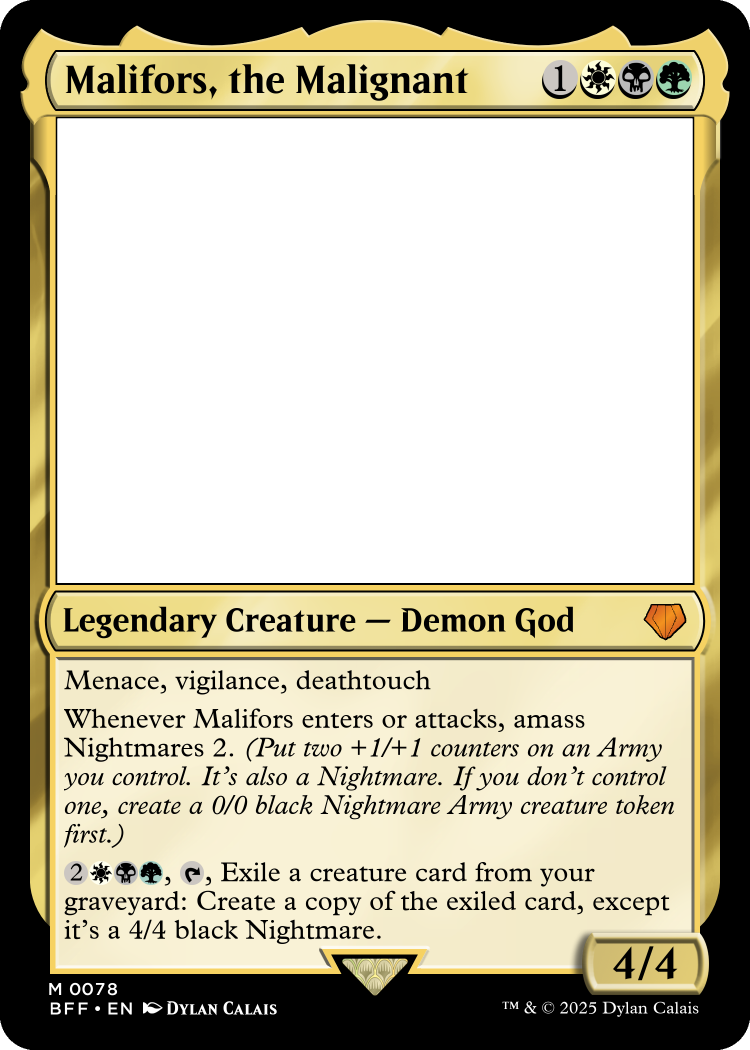 Malifors, the Malignant 1
Legendary Creature — Demon God
Menace, vigilance, deathtouch
Whenever Malifors enters or attacks, amass
Nightmares 2. (Put two +1/+1 counters on an Army
you control. It's also a Nightmare. If you don't control
one, create a 0/0 black Nightmare Army creature token
first.)
2, , Exile a creature card from your
graveyard: Create a copy of the exiled card, except
it's a 4/4 black Nightmare.
4/4
M 0078
BFF • EN Dylan Calais
™ & © 2025 Dylan Calais